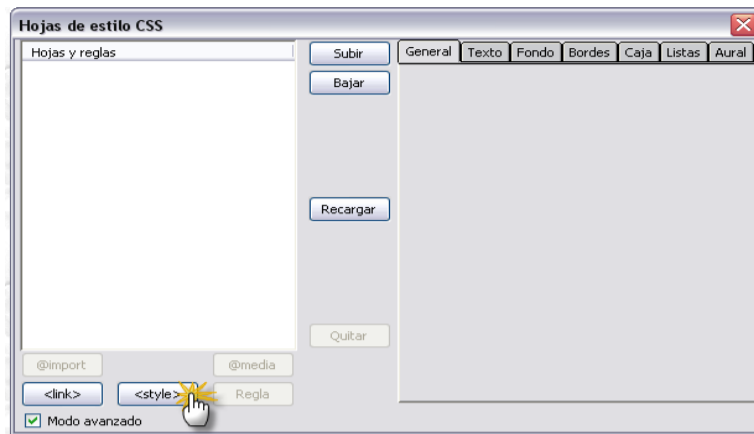 Hojas de estilo CSS
Hojas y reglas
Subir
Bajar
Recargar
Quitar
General Texto Fondo Bordes Caja Listas Aural
@import @media
<link> <style> Regla
Modo avanzado